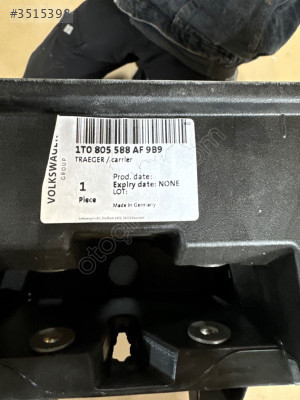 #3515398
VOLKSWAGEN
GROUP
1T0 805 588 AF 9B9
TRAEGER / carrier
1
Piece
Prod. date:
Expiry date: NONE
LOT:
Made in Germany